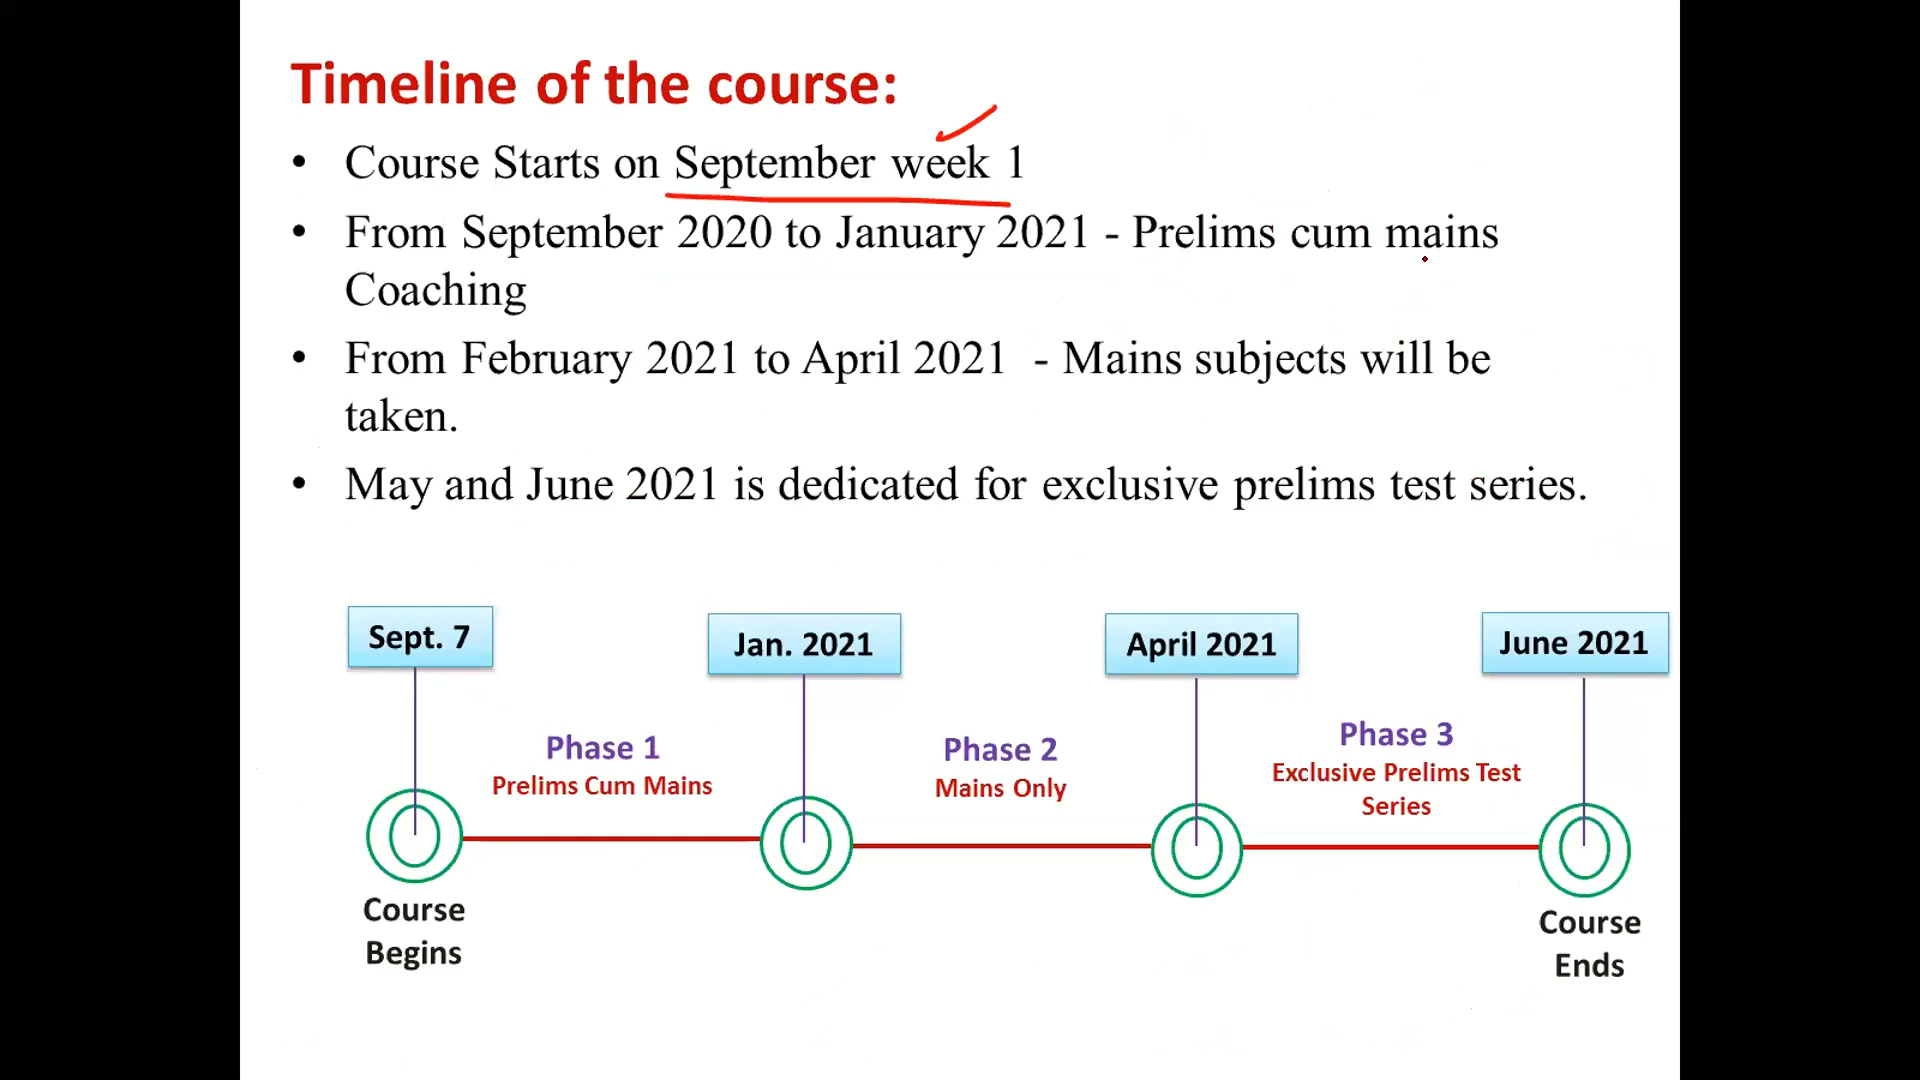 Timeline of the course:
• Course Starts on September week 1
• From September 2020 to January 2021 - Prelims cum mains
Coaching
• From February 2021 to April 2021 - Mains subjects will be
taken.
• May and June 2021 is dedicated for exclusive prelims test series.
Sept. 7
Jan. 2021
April 2021
June 2021
Phase 1
Prelims Cum Mains
Phase 2
Mains Only
Phase 3
Exclusive Prelims Test
Series
Course
Begins
Course
Ends